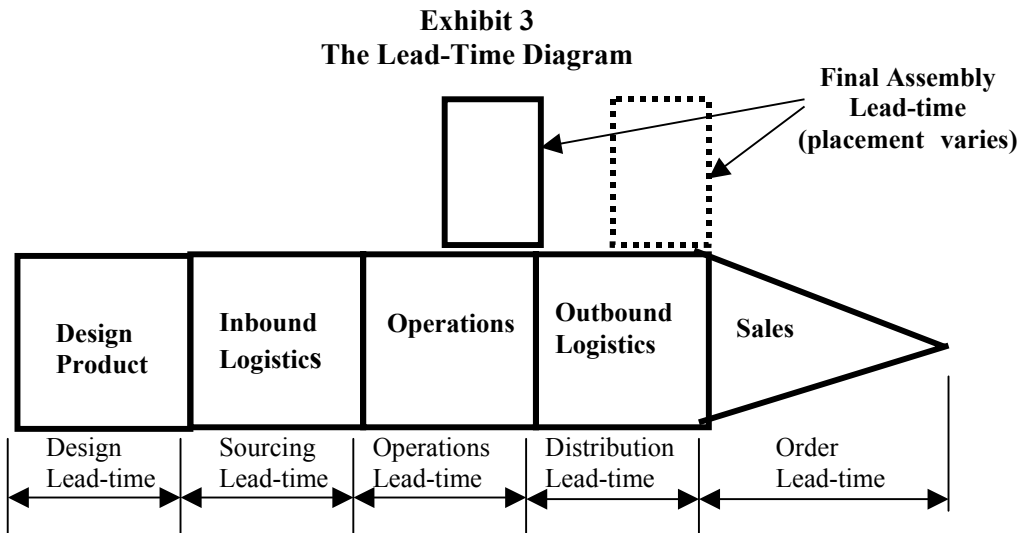 Exhibit 3
The Lead-Time Diagram
Final Assembly
Lead-time
(placement varies)
Design
Product
Inbound
Logistics
Operations
Outbound
Logistics
Sales
Design
Lead-time
Sourcing
Lead-time
Operations
Lead-time
Distribution
Lead-time
Order
Lead-time